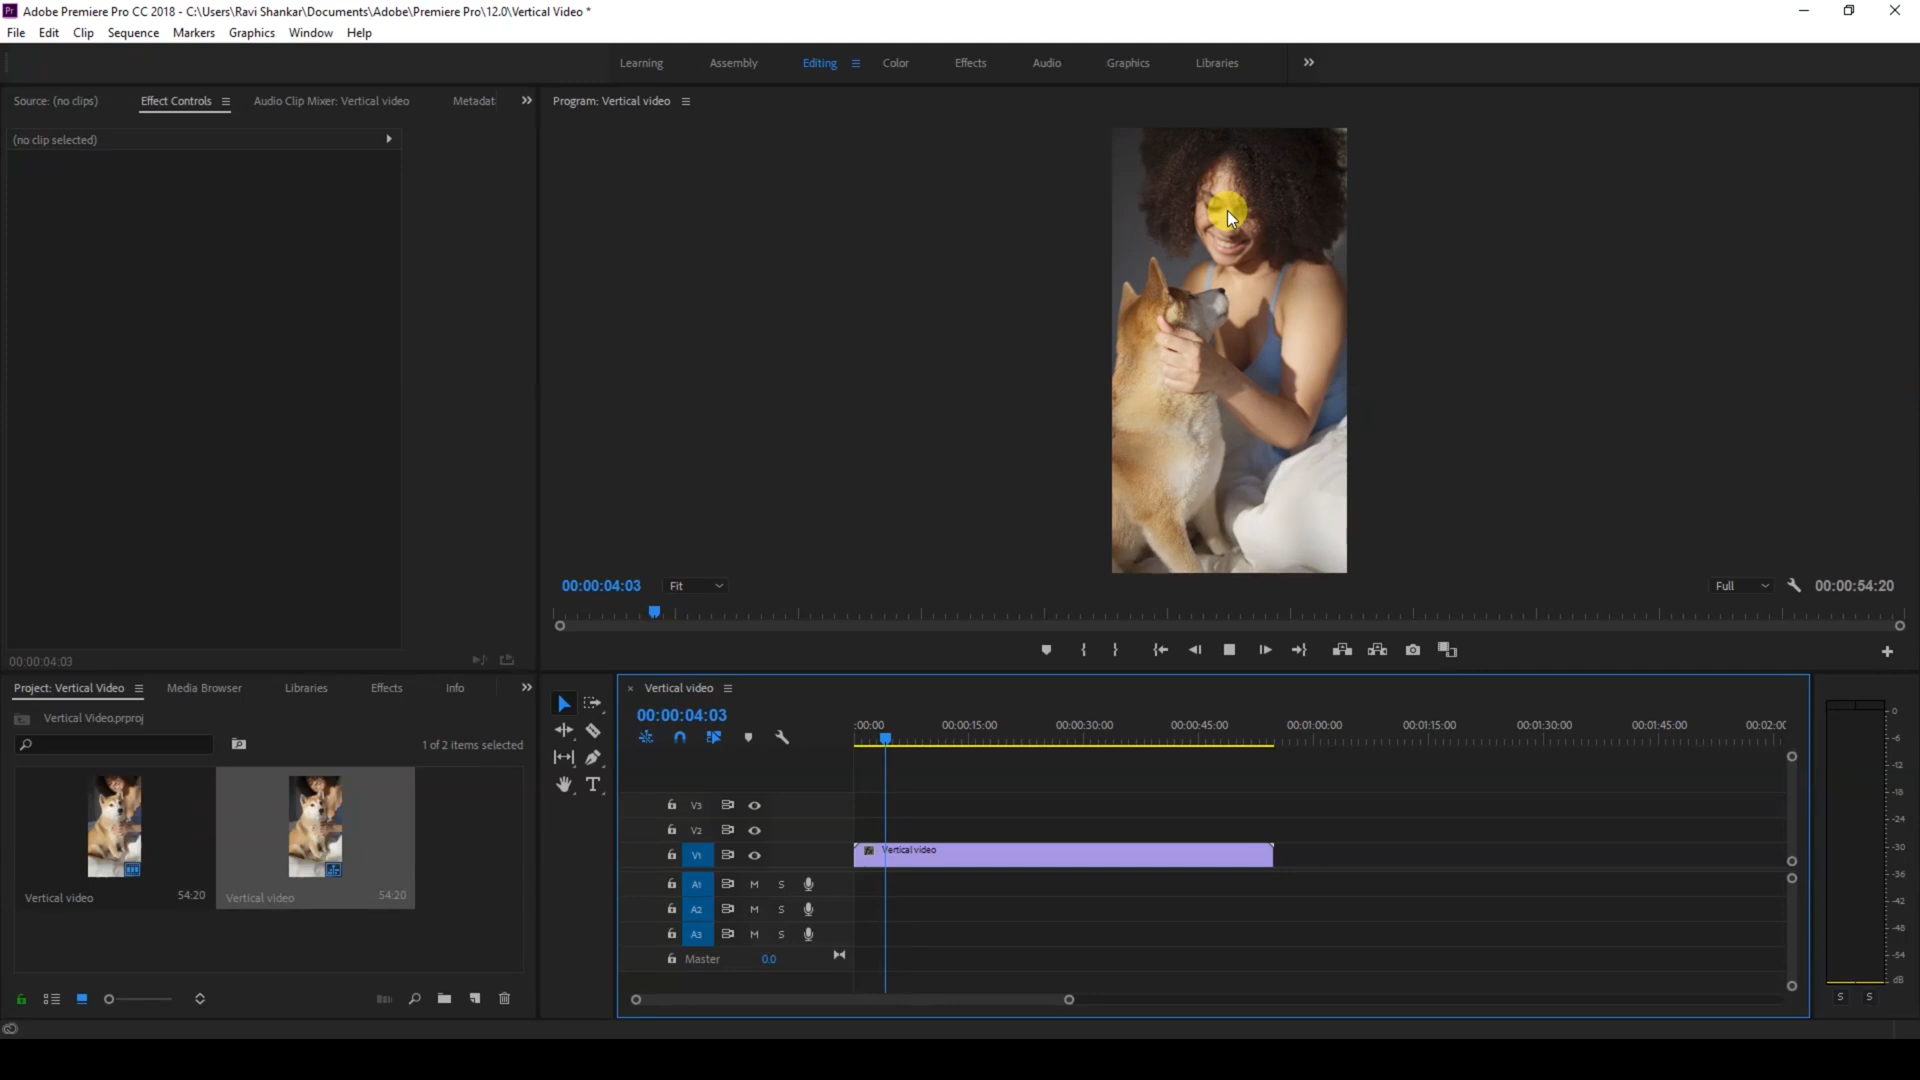 Pr Adobe Premiere Pro CC 2018 - C:\Users\Ravi Shankar\Documents\Adobe\Premiere Pro\12.0\Vertical Video *
File Edit Clip Sequence Markers Graphics Window Help
Learning Assembly Editing Color Effects Audio Graphics Libraries
Source: (no clips) Effect Controls Audio Clip Mixer: Vertical video Metadat
Program: Vertical video
(no clip selected)
00:00:04:03 Fit Full 00:00:54:20
00:00:04:03
Project: Vertical Video Media Browser Libraries Effects Info
Vertical Video.prproj
1 of 2 items selected
Vertical video 54:20 Vertical video 54:20
× Vertical video
00:00:04:03
:00:00 00:00:15:00 00:00:30:00 00:00:45:00 00:01:00:00 00:01:15:00 00:01:30:00 00:01:45:00 00:02:00
V3
V2
V1 Vertical video
A1 M S
A2 M S
A3 M S
Master 0.0
0
-6
-12
-18
-24
-30
-36
-42
-48
-54
dB
S S